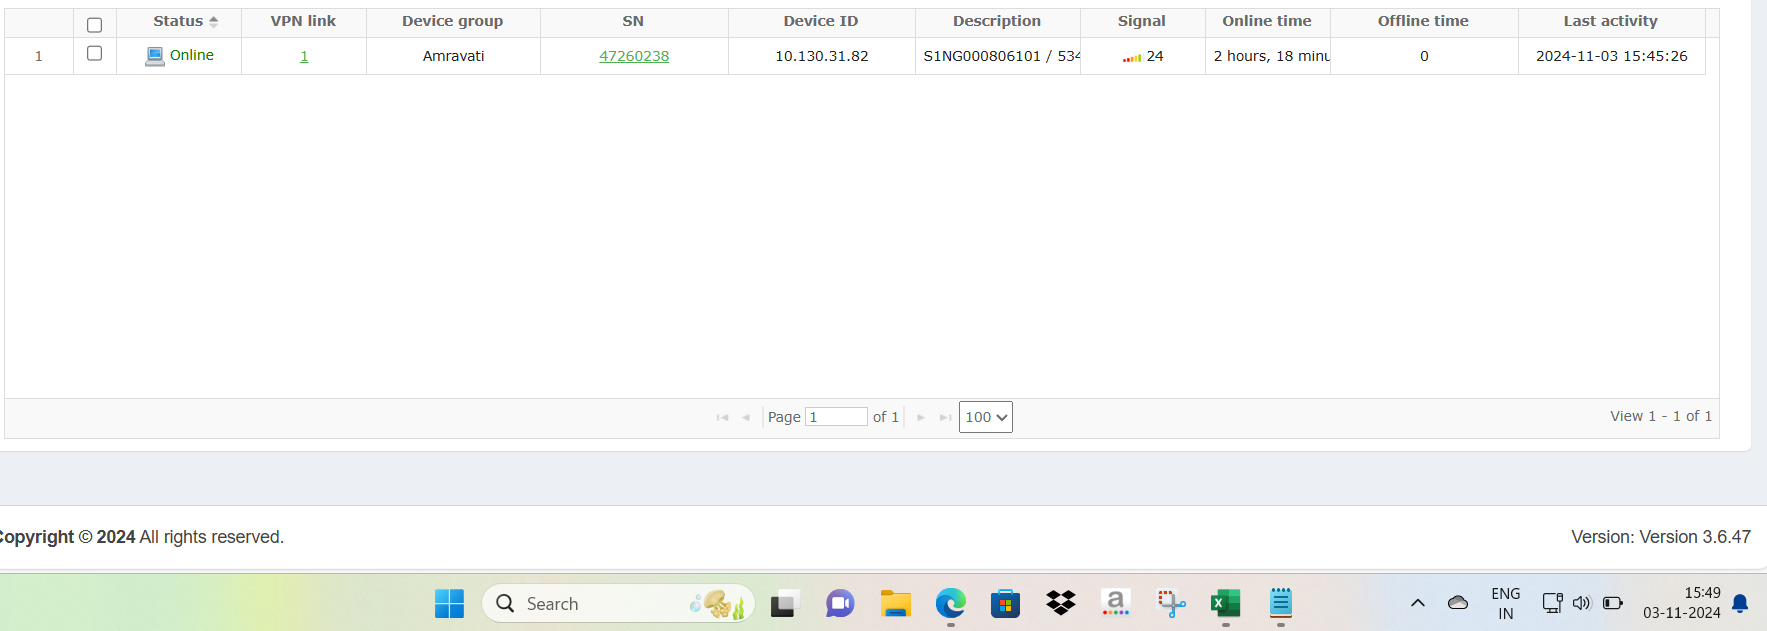 Status VPN link Device group SN Device ID Description Signal Online time Offline time Last activity
1 Online 1 Amravati 47260238 10.130.31.82 S1NG000806101 / 534 24 2 hours, 18 minu 0 2024-11-03 15:45:26
Page 1 of 1 100 View 1 - 1 of 1
Copyright © 2024 All rights reserved. Version: Version 3.6.47
Search a X ENG 15:49
IN 03-11-2024